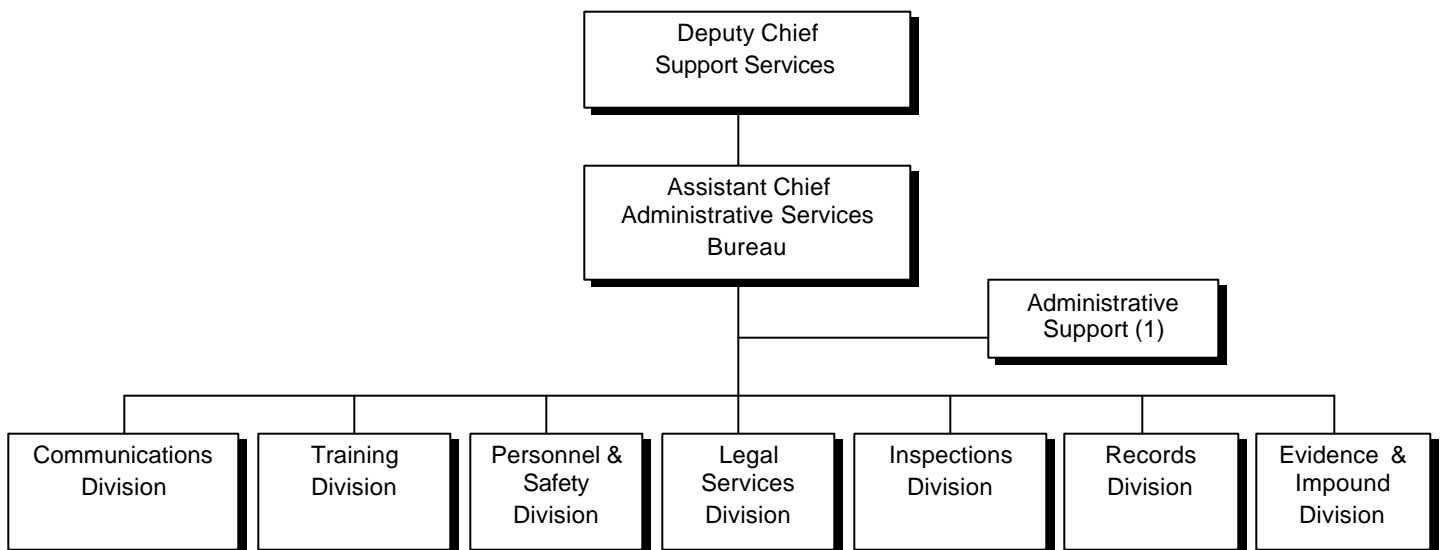 Deputy Chief
Support Services
Assistant Chief
Administrative Services
Bureau
Administrative
Support (1)
Communications
Division
Training
Division
Personnel &
Safety
Division
Legal
Services
Division
Inspections
Division
Records
Division
Evidence &
Impound
Division